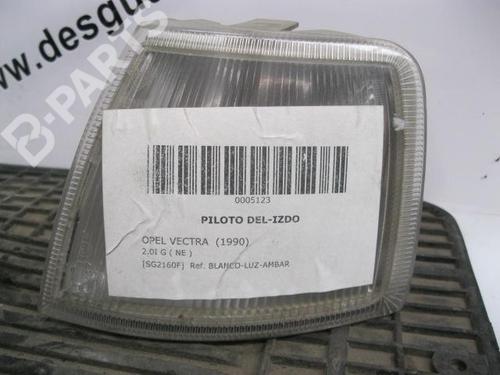 www.desgu
B-PARTS
0005123
PILOTO DEL-IZDO
OPEL VECTRA (1990)
2.0I G ( NE )
[SG2160F] Ref. BLANCO-LUZ-AMBAR